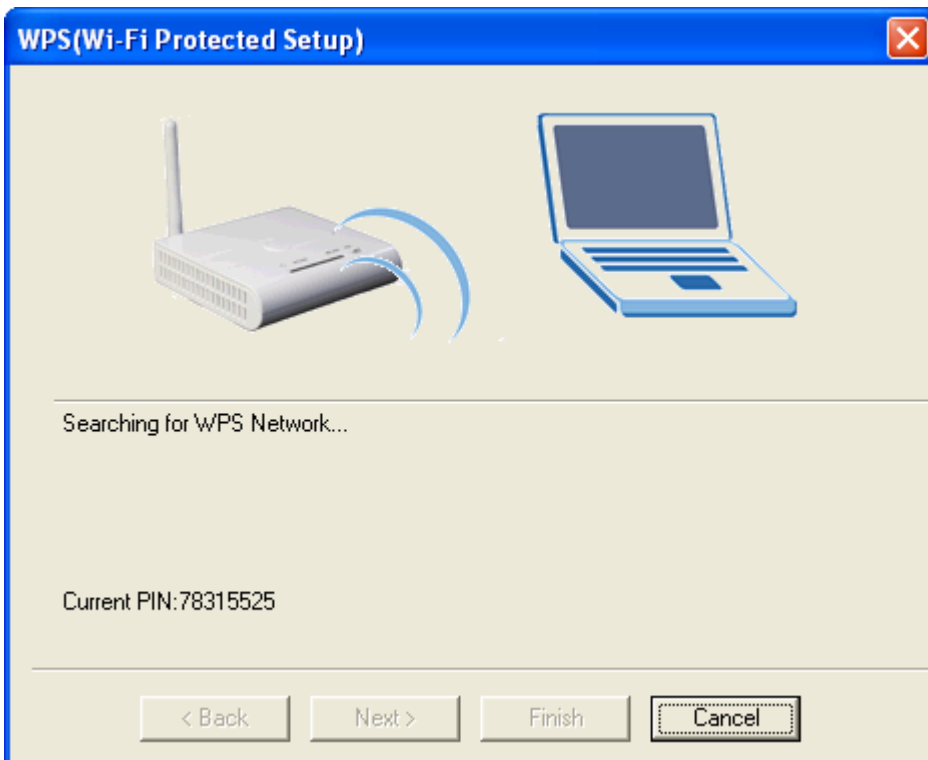 WPS(Wi-Fi Protected Setup)
Searching for WPS Network...
Current PIN:78315525
< Back
Next >
Finish
Cancel